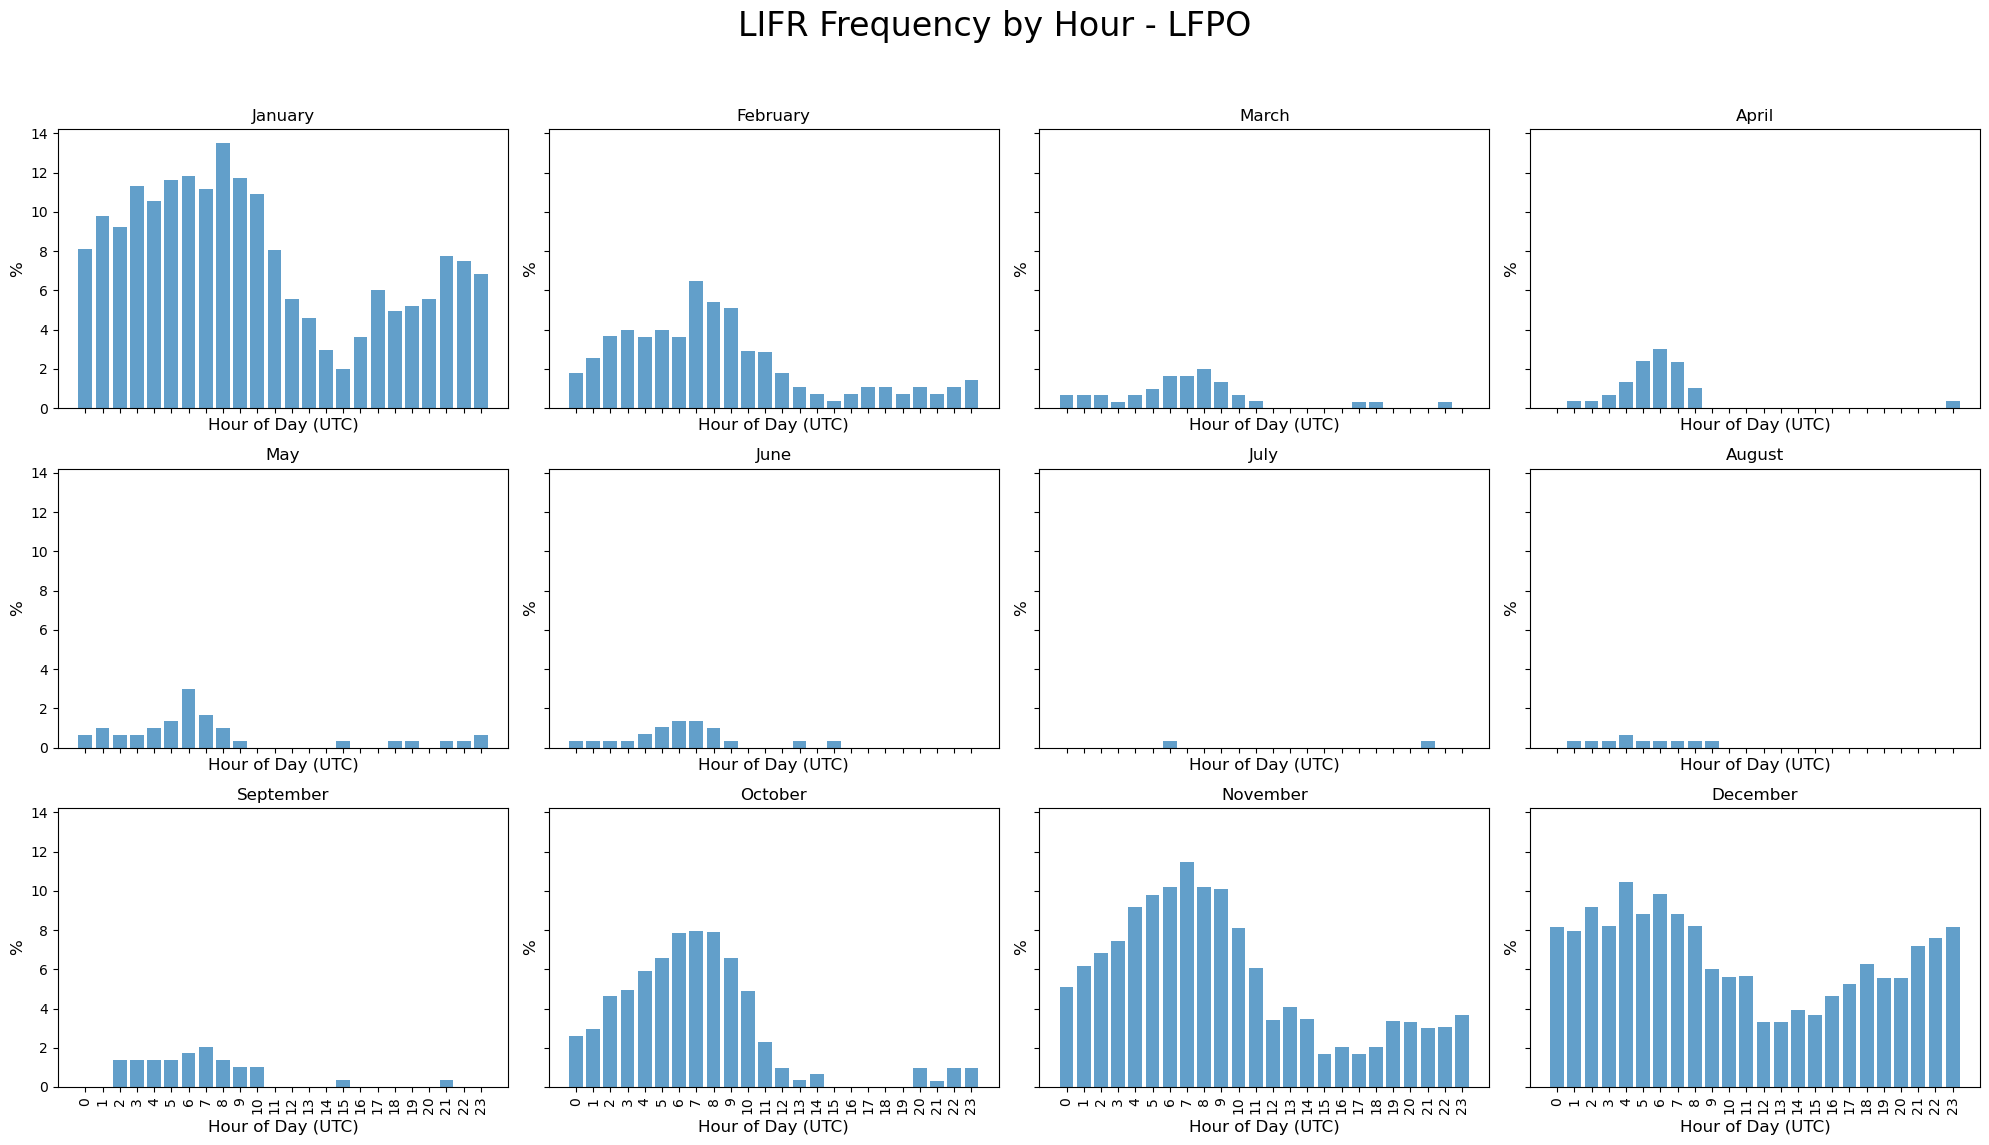 LIFR Frequency by Hour - LFPO
January
February
March
April
14
12
10
8
6
4
2
0
%
%
%
%
Hour of Day (UTC)
Hour of Day (UTC)
Hour of Day (UTC)
Hour of Day (UTC)
May
June
July
August
14
12
10
8
6
4
2
0
%
%
%
%
Hour of Day (UTC)
Hour of Day (UTC)
Hour of Day (UTC)
Hour of Day (UTC)
September
October
November
December
14
12
10
8
6
4
2
0
%
%
%
%
0 1 2 3 4 5 6 7 8 9 10 11 12 13 14 15 16 17 18 19 20 21 22 23
0 1 2 3 4 5 6 7 8 9 10 11 12 13 14 15 16 17 18 19 20 21 22 23
0 1 2 3 4 5 6 7 8 9 10 11 12 13 14 15 16 17 18 19 20 21 22 23
0 1 2 3 4 5 6 7 8 9 10 11 12 13 14 15 16 17 18 19 20 21 22 23
Hour of Day (UTC)
Hour of Day (UTC)
Hour of Day (UTC)
Hour of Day (UTC)